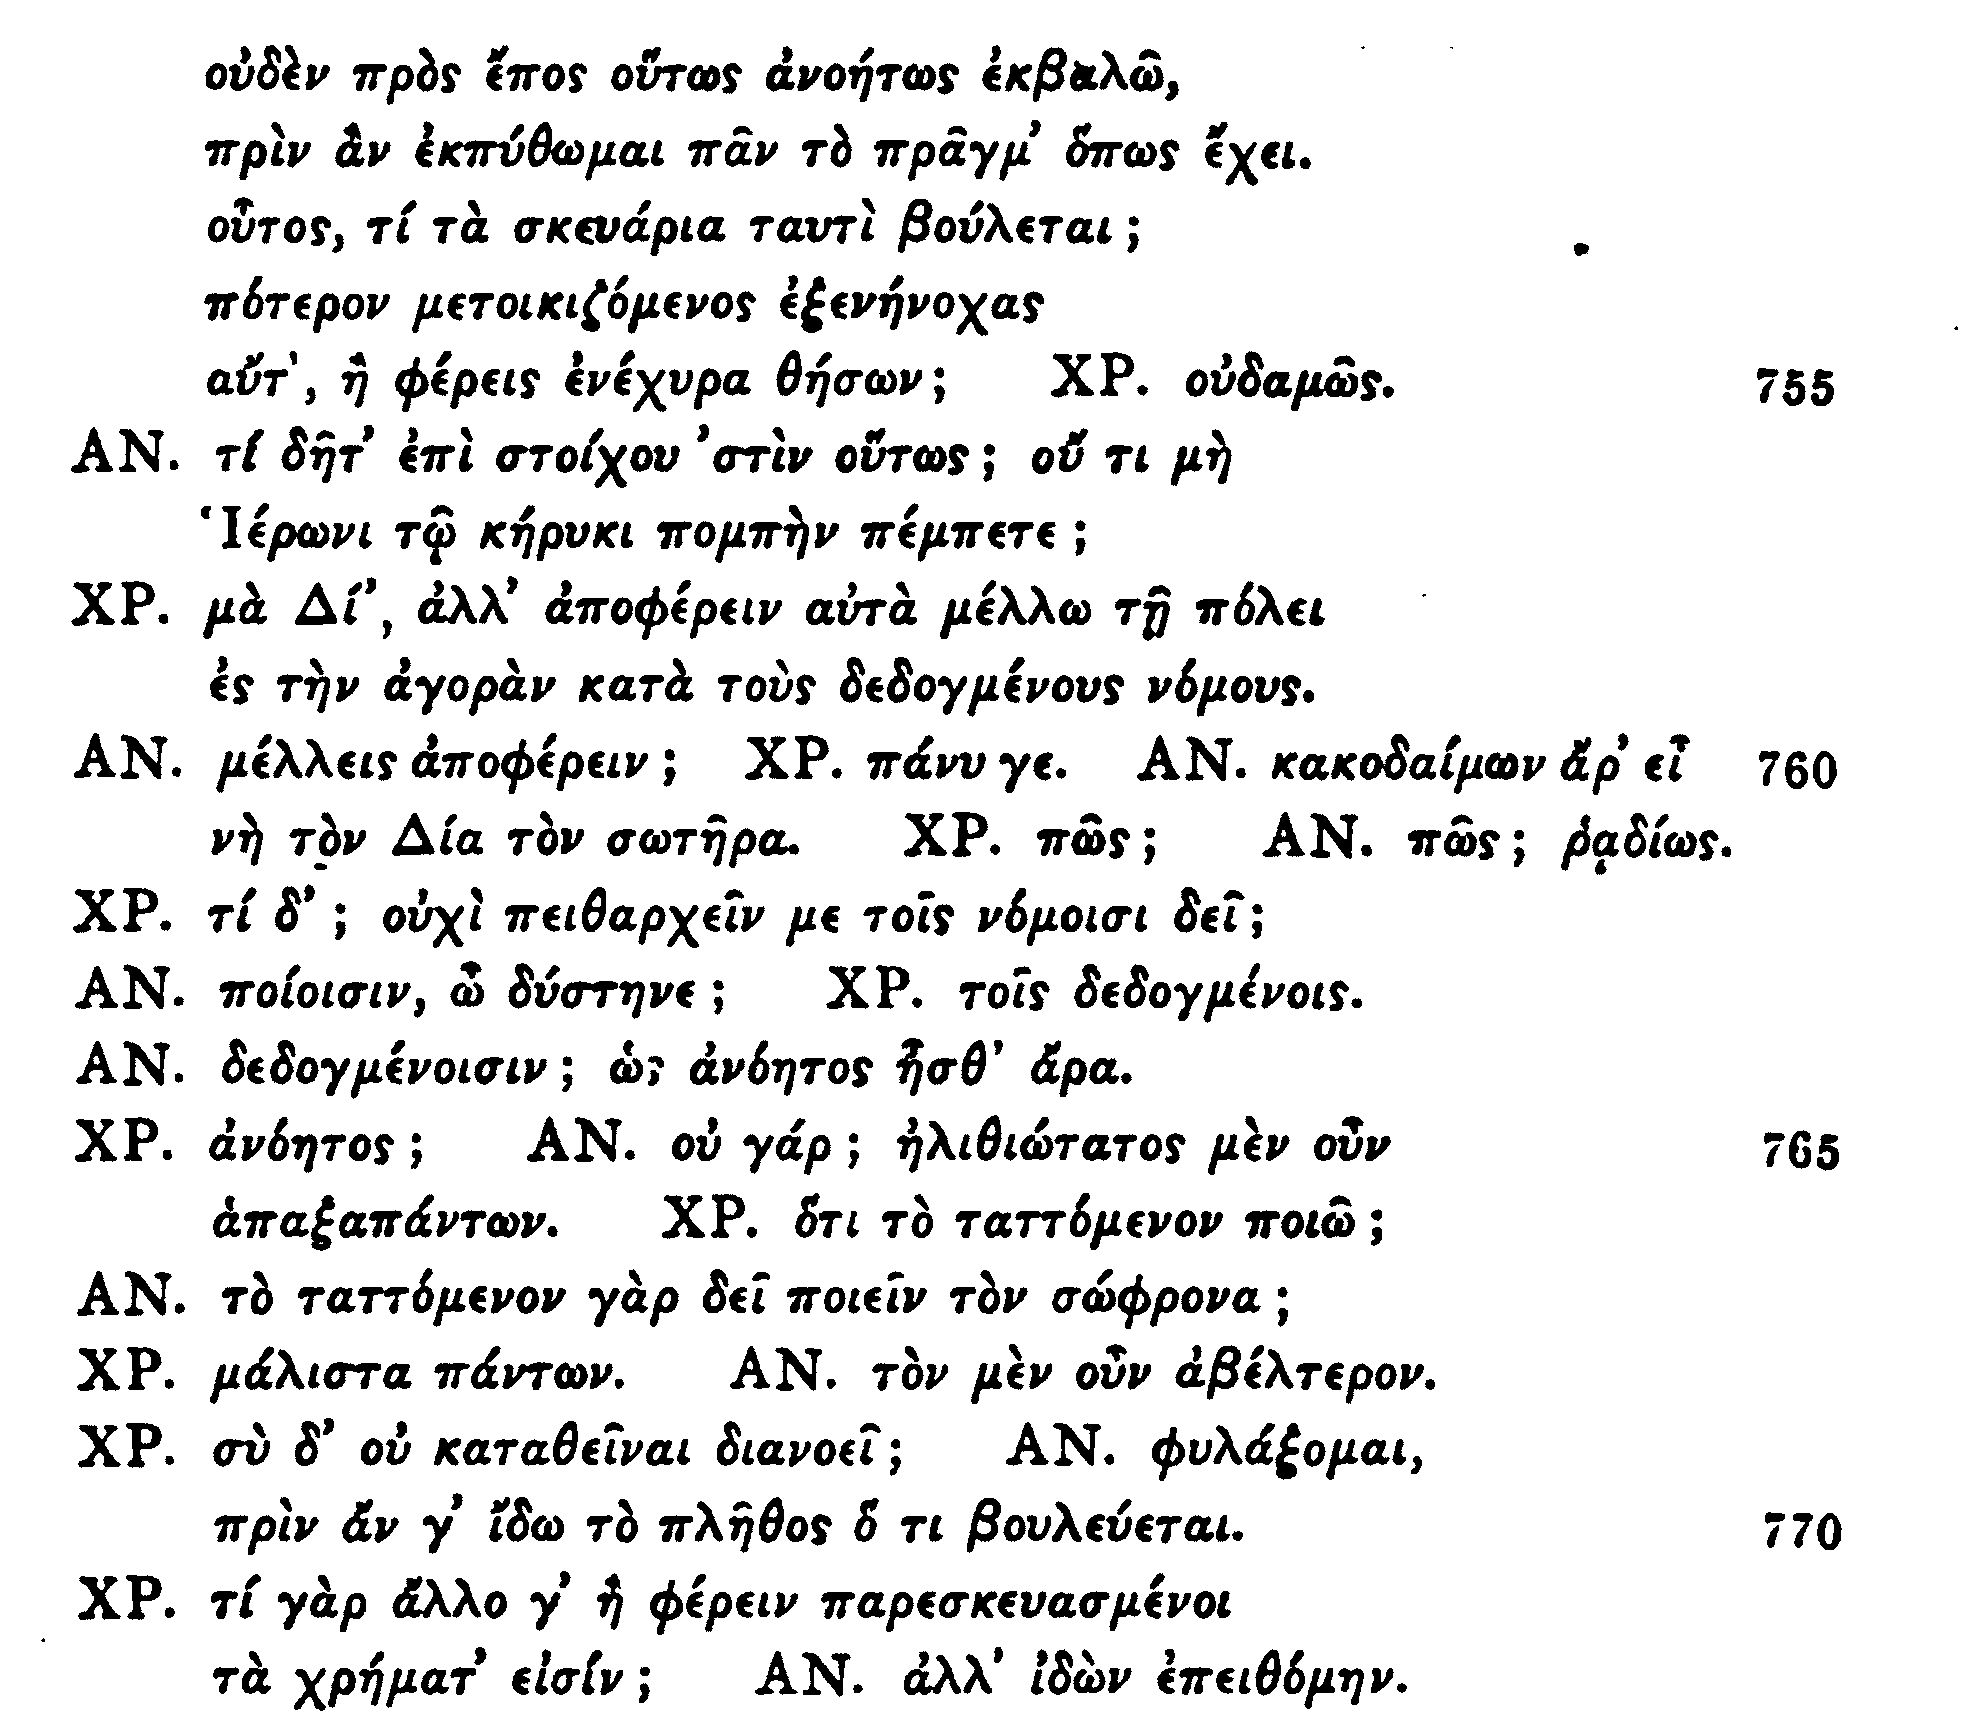 οὐδὲν πρὸς ἔπος οὕτως ἀνοήτως ἐκβαλῶ,
πρὶν ἂν ἐκπύθωμαι πᾶν τὸ πρᾶγμ’ ὅπως ἔχει.
οὗτος, τί τὰ σκευάρια ταυτὶ βούλεται ;
πότερον μετοικιζόμενος ἐξενήνοχας
αὔτ’, ἢ φέρεις ἐνέχυρα θήσων ; ΧΡ. οὐδαμῶς. 755
ΑΝ. τί δῆτ’ ἐπὶ στοίχου ’στὶν οὕτως ; οὔ τι μὴ
Ἱέρωνι τῷ κήρυκι πομπὴν πέμπετε ;
ΧΡ. μὰ Δί’, ἀλλ’ ἀποφέρειν αὐτὰ μέλλω τῇ πόλει
ἐς τὴν ἀγορὰν κατὰ τοὺς δεδογμένους νόμους.
ΑΝ. μέλλεις ἀποφέρειν ; ΧΡ. πάνυ γε. ΑΝ. κακοδαίμων ἄρ’ εἶ 760
νὴ τὸν Δία τὸν σωτῆρα. ΧΡ. πῶς ; ΑΝ. πῶς ; ῥᾳδίως.
ΧΡ. τί δ’ ; οὐχὶ πειθαρχεῖν με τοῖς νόμοισι δεῖ ;
ΑΝ. ποίοισιν, ὦ δύστηνε ; ΧΡ. τοῖς δεδογμένοις.
ΑΝ. δεδογμένοισιν ; ὡς ἀνόητος ἦσθ’ ἄρα.
ΧΡ. ἀνόητος ; ΑΝ. οὐ γάρ ; ἠλιθιώτατος μὲν οὖν 765
ἁπαξαπάντων. ΧΡ. ὅτι τὸ ταττόμενον ποιῶ ;
ΑΝ. τὸ ταττόμενον γὰρ δεῖ ποιεῖν τὸν σώφρονα ;
ΧΡ. μάλιστα πάντων. ΑΝ. τὸν μὲν οὖν ἀβέλτερον.
ΧΡ. σὺ δ’ οὐ καταθεῖναι διανοεῖ ; ΑΝ. φυλάξομαι,
πρὶν ἄν γ’ ἴδω τὸ πλῆθος ὅ τι βουλεύεται. 770
ΧΡ. τί γὰρ ἄλλο γ’ ἢ φέρειν παρεσκευασμένοι
τὰ χρήματ’ εἰσίν ; ΑΝ. ἀλλ’ ἰδὼν ἐπειθόμην.